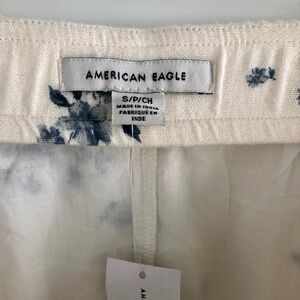 AMERICAN EAGLE
S/P/CH
MADE IN INDIA
FABRIQUÉ EN
INDE